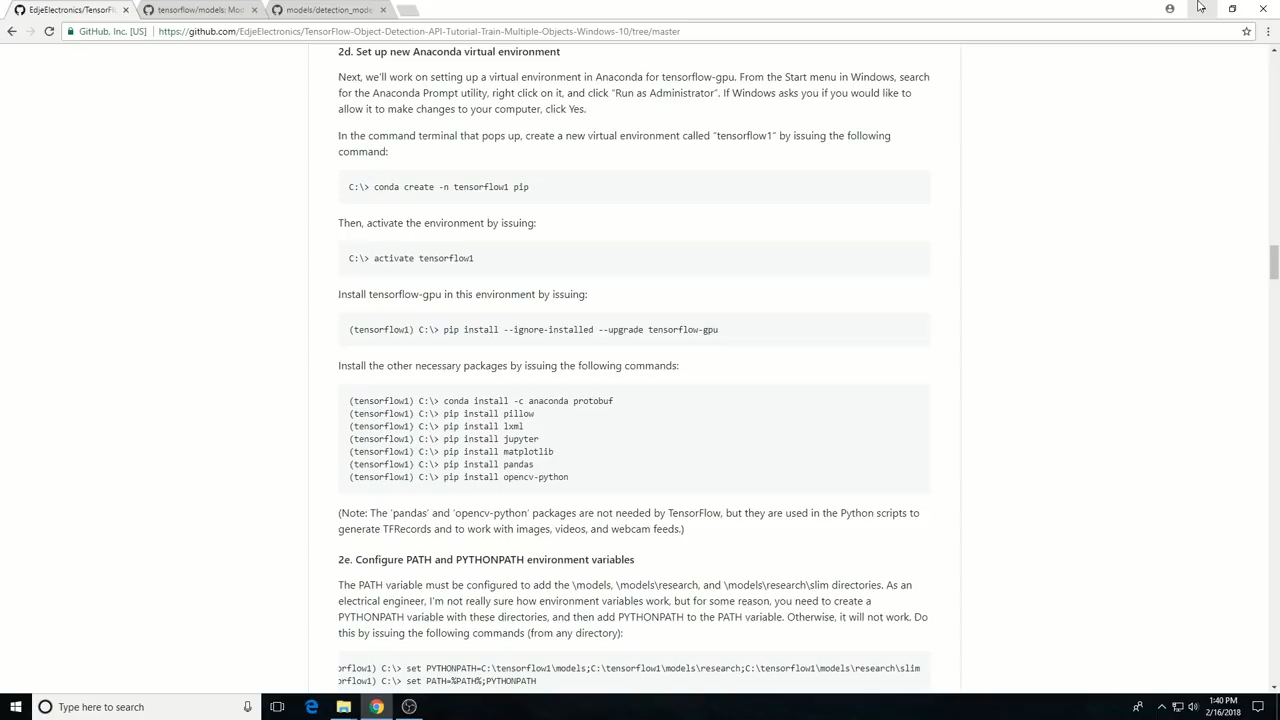 EdjeElectronics/TensorFl
tensorflow/models: Mod
models/detection_mode
GitHub, Inc. [US]
https://github.com/EdjeElectronics/TensorFlow-Object-Detection-API-Tutorial-Train-Multiple-Objects-Windows-10/tree/master
2d. Set up new Anaconda virtual environment
Next, we'll work on setting up a virtual environment in Anaconda for tensorflow-gpu. From the Start menu in Windows, search
for the Anaconda Prompt utility, right click on it, and click “Run as Administrator”. If Windows asks you if you would like to
allow it to make changes to your computer, click Yes.
In the command terminal that pops up, create a new virtual environment called “tensorflow1” by issuing the following
command:
C:\> conda create -n tensorflow1 pip
Then, activate the environment by issuing:
C:\> activate tensorflow1
Install tensorflow-gpu in this environment by issuing:
(tensorflow1) C:\> pip install --ignore-installed --upgrade tensorflow-gpu
Install the other necessary packages by issuing the following commands:
(tensorflow1) C:\> conda install -c anaconda protobuf
(tensorflow1) C:\> pip install pillow
(tensorflow1) C:\> pip install lxml
(tensorflow1) C:\> pip install jupyter
(tensorflow1) C:\> pip install matplotlib
(tensorflow1) C:\> pip install pandas
(tensorflow1) C:\> pip install opencv-python
(Note: The ‘pandas’ and ‘opencv-python’ packages are not needed by TensorFlow, but they are used in the Python scripts to
generate TFRecords and to work with images, videos, and webcam feeds.)
2e. Configure PATH and PYTHONPATH environment variables
The PATH variable must be configured to add the \models, \models\research, and \models\research\slim directories. As an
electrical engineer, I'm not really sure how environment variables work, but for some reason, you need to create a
PYTHONPATH variable with these directories, and then add PYTHONPATH to the PATH variable. Otherwise, it will not work. Do
this by issuing the following commands (from any directory):
orflow1) C:\> set PYTHONPATH=C:\tensorflow1\models;C:\tensorflow1\models\research;C:\tensorflow1\models\research\slim
orflow1) C:\> set PATH=%PATH%;PYTHONPATH
Type here to search
1:40 PM
2/16/2018